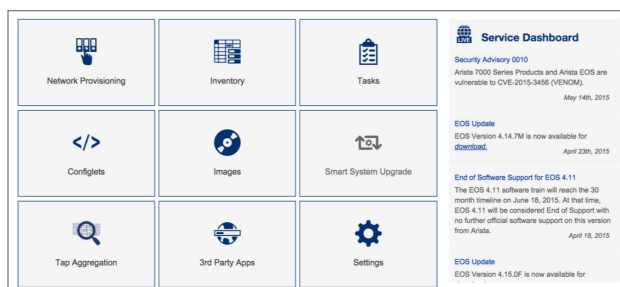 Network Provisioning
Inventory
Tasks
</>
Configlets
Images
Smart System Upgrade
Tap Aggregation
3rd Party Apps
Settings
LIVE
Service Dashboard
Security Advisory 0010
Arista 7000 Series Products and Arista EOS are
vulnerable to CVE-2015-3456 (VENOM).
May 14th, 2015
EOS Update
EOS Version 4.14.7M is now available for
download.
April 23th, 2015
End of Software Support for EOS 4.11
The EOS 4.11 software train will reach the 30
month timeline on June 18, 2015. At that time,
EOS 4.11 will be considered End of Support with
no further official software support on this version
from Arista.
April 18, 2015
EOS Update
EOS Version 4.15.0F is now available for